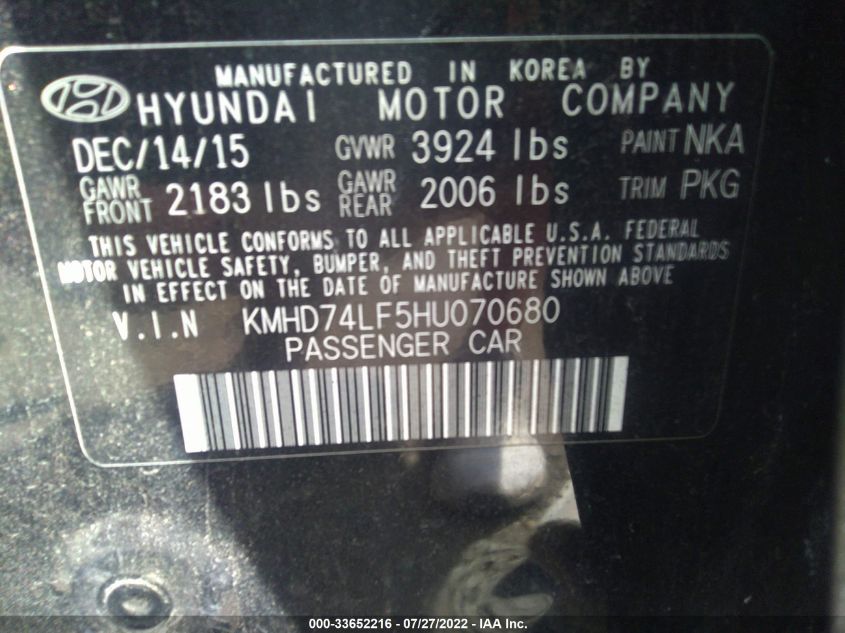 MANUFACTURED IN KOREA BY
HYUNDAI MOTOR COMPANY
DEC/14/15 GVWR 3924 lbs PAINT NKA
GAWR FRONT 2183 lbs GAWR REAR 2006 lbs TRIM PKG
THIS VEHICLE CONFORMS TO ALL APPLICABLE U.S.A. FEDERAL
MOTOR VEHICLE SAFETY, BUMPER, AND THEFT PREVENTION STANDARDS
IN EFFECT ON THE DATE OF MANUFACTURE SHOWN ABOVE
V.I.N KMHD74LF5HU070680
PASSENGER CAR
000-33652216 - 07/27/2022 - IAA Inc.